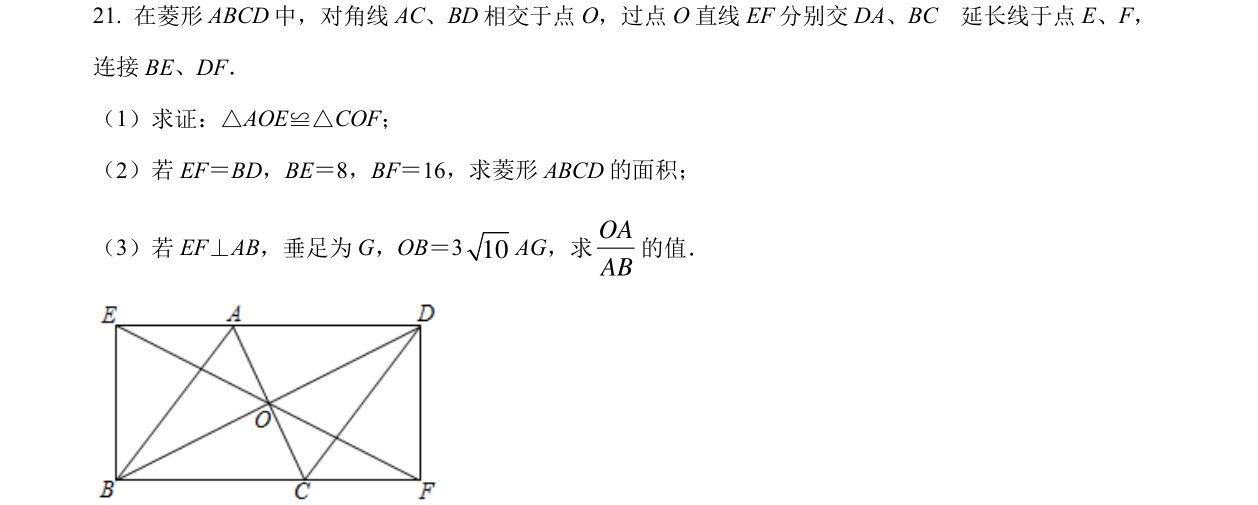 21. 在菱形 ABCD 中，对角线 AC、BD 相交于点 O，过点 O 直线 EF 分别交 DA、BC 延长线于点 E、F，
连接 BE、DF．
（1）求证：△AOE≌△COF；
（2）若 EF＝BD，BE＝8，BF＝16，求菱形 ABCD 的面积；
（3）若 EF⊥AB，垂足为 G，OB＝3√10 AG，求 OA/AB 的值．
E A D
O
B C F